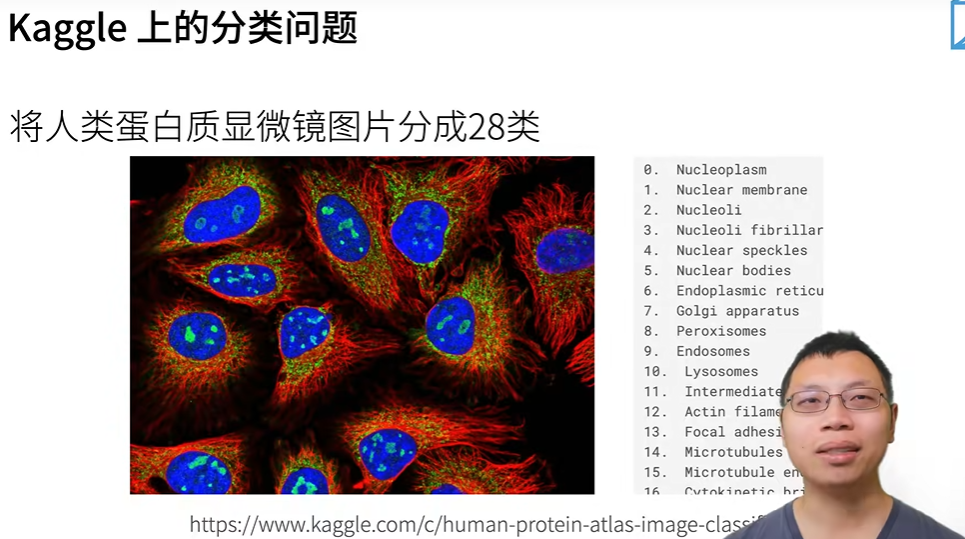 Kaggle 上的分类问题
将人类蛋白质显微镜图片分成28类
0. Nucleoplasm
1. Nuclear membrane
2. Nucleoli
3. Nucleoli fibrillar
4. Nuclear speckles
5. Nuclear bodies
6. Endoplasmic reticu
7. Golgi apparatus
8. Peroxisomes
9. Endosomes
10. Lysosomes
11. Intermediate
12. Actin filame
13. Focal adhesi
14. Microtubules
15. Microtubule en
16. Cytokinetic bri
https://www.kaggle.com/c/human-protein-atlas-image-classif